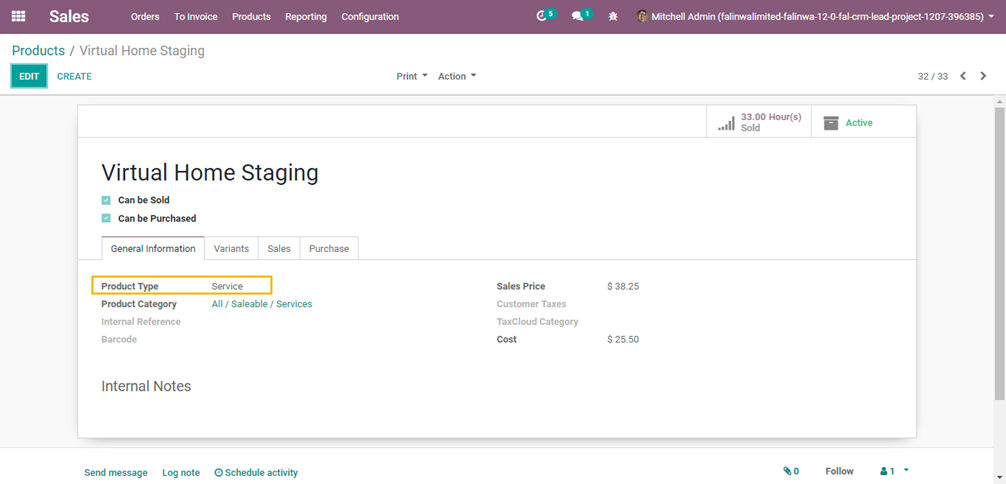 Sales Orders To Invoice Products Reporting Configuration 5 1 Mitchell Admin (falinwalimited-falinwa-12-0-fal-crm-lead-project-1207-396385)
Products / Virtual Home Staging
EDIT CREATE Print Action 32 / 33
33.00 Hour(s)
Sold
Active
Virtual Home Staging
Can be Sold
Can be Purchased
General Information Variants Sales Purchase
Product Type Service Sales Price $ 38.25
Product Category All / Saleable / Services Customer Taxes
Internal Reference TaxCloud Category
Barcode Cost $ 25.50
Internal Notes
Send message Log note Schedule activity 0 Follow 1